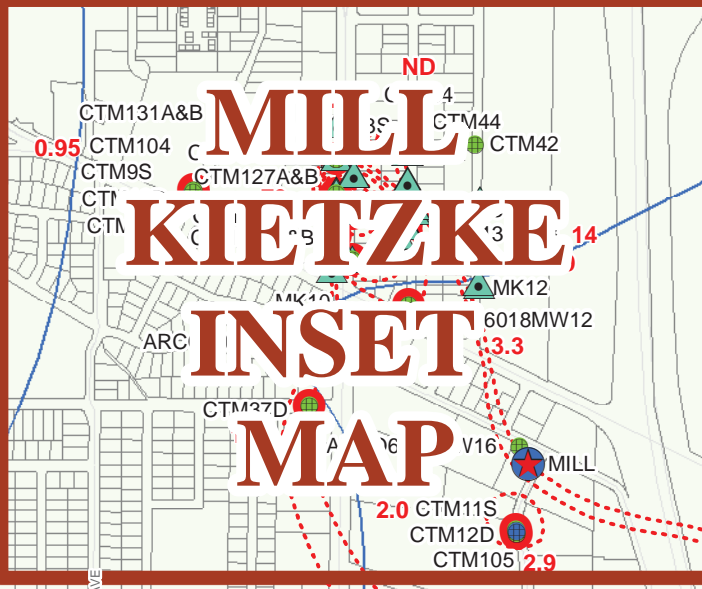 ND
MILL
CTM131A&B
CTM44
CTM42
0.95 CTM104
CTM9S
CTM127A&B
KIETZKE
14
MK12
6018MW12
INSET
3.3
CTM37D
MAP
MILL
2.0 CTM11S
CTM12D
CTM105 2.9